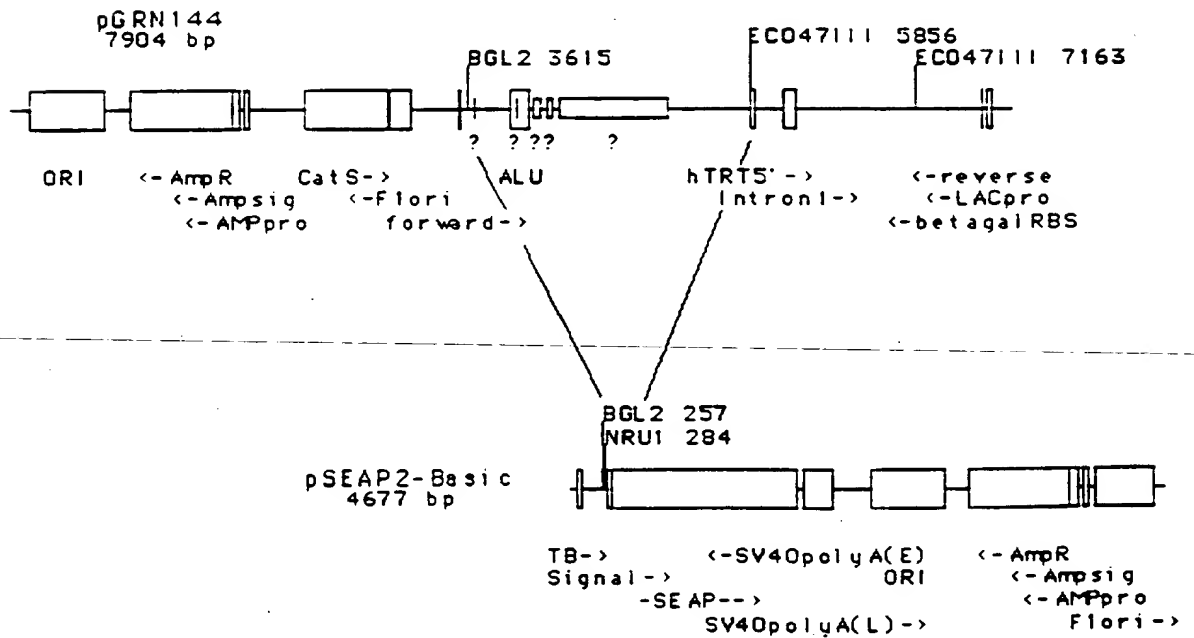 pGRN144
7904 bp
ECO47III 5856
BGL2 3615
ECO47III 7163
? ? ?? ?
ORI <-AmpR CatS-> ALU hTRT5'-> <-reverse
<-Ampsig <-Flori Intron1-> <-LACpro
<-AMPpro forward-> <-betagalRBS
BGL2 257
NRU1 284
pSEAP2-Basic
4677 bp
TB-> <-SV40polyA(E) <-AmpR
Signal-> ORI <-Ampsig
-SEAP--> <-AMPpro
SV40polyA(L)-> Flori->